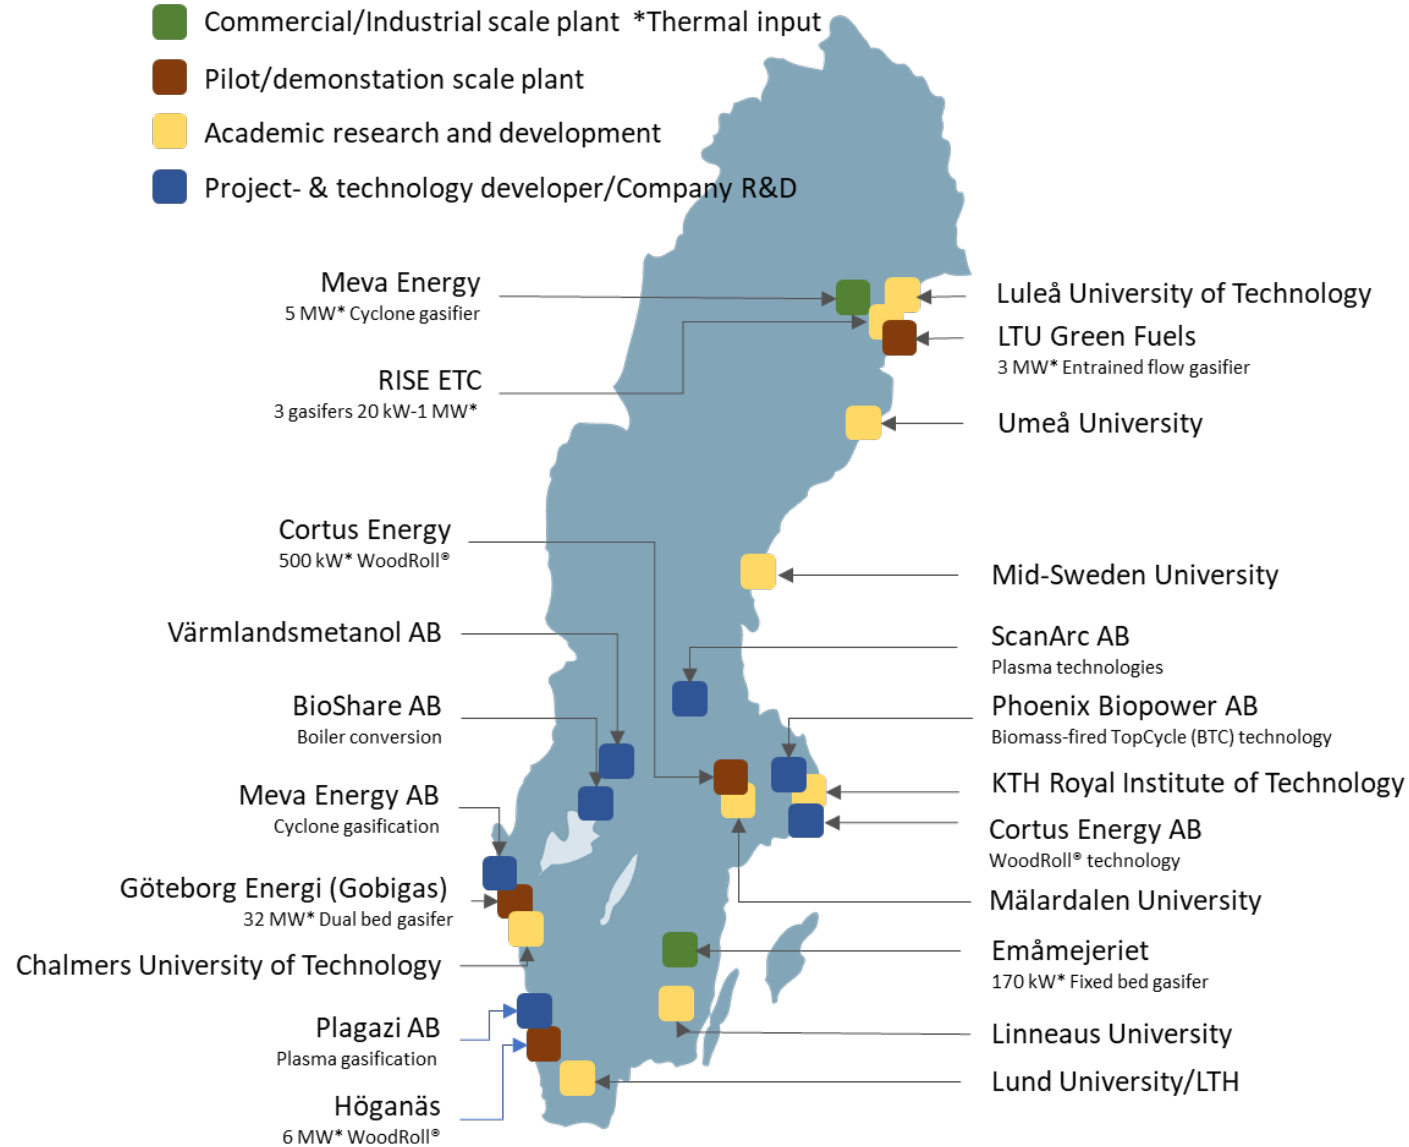 Commercial/Industrial scale plant *Thermal input
Pilot/demonstation scale plant
Academic research and development
Project- & technology developer/Company R&D
Meva Energy
5 MW* Cyclone gasifier
RISE ETC
3 gasifers 20 kW-1 MW*
Cortus Energy
500 kW* WoodRoll®
Värmlandsmetanol AB
BioShare AB
Boiler conversion
Meva Energy AB
Cyclone gasification
Göteborg Energi (Gobigas)
32 MW* Dual bed gasifer
Chalmers University of Technology
Plagazi AB
Plasma gasification
Höganäs
6 MW* WoodRoll®
Luleå University of Technology
LTU Green Fuels
3 MW* Entrained flow gasifier
Umeå University
Mid-Sweden University
ScanArc AB
Plasma technologies
Phoenix Biopower AB
Biomass-fired TopCycle (BTC) technology
KTH Royal Institute of Technology
Cortus Energy AB
WoodRoll® technology
Mälardalen University
Emåmejeriet
170 kW* Fixed bed gasifer
Linneaus University
Lund University/LTH